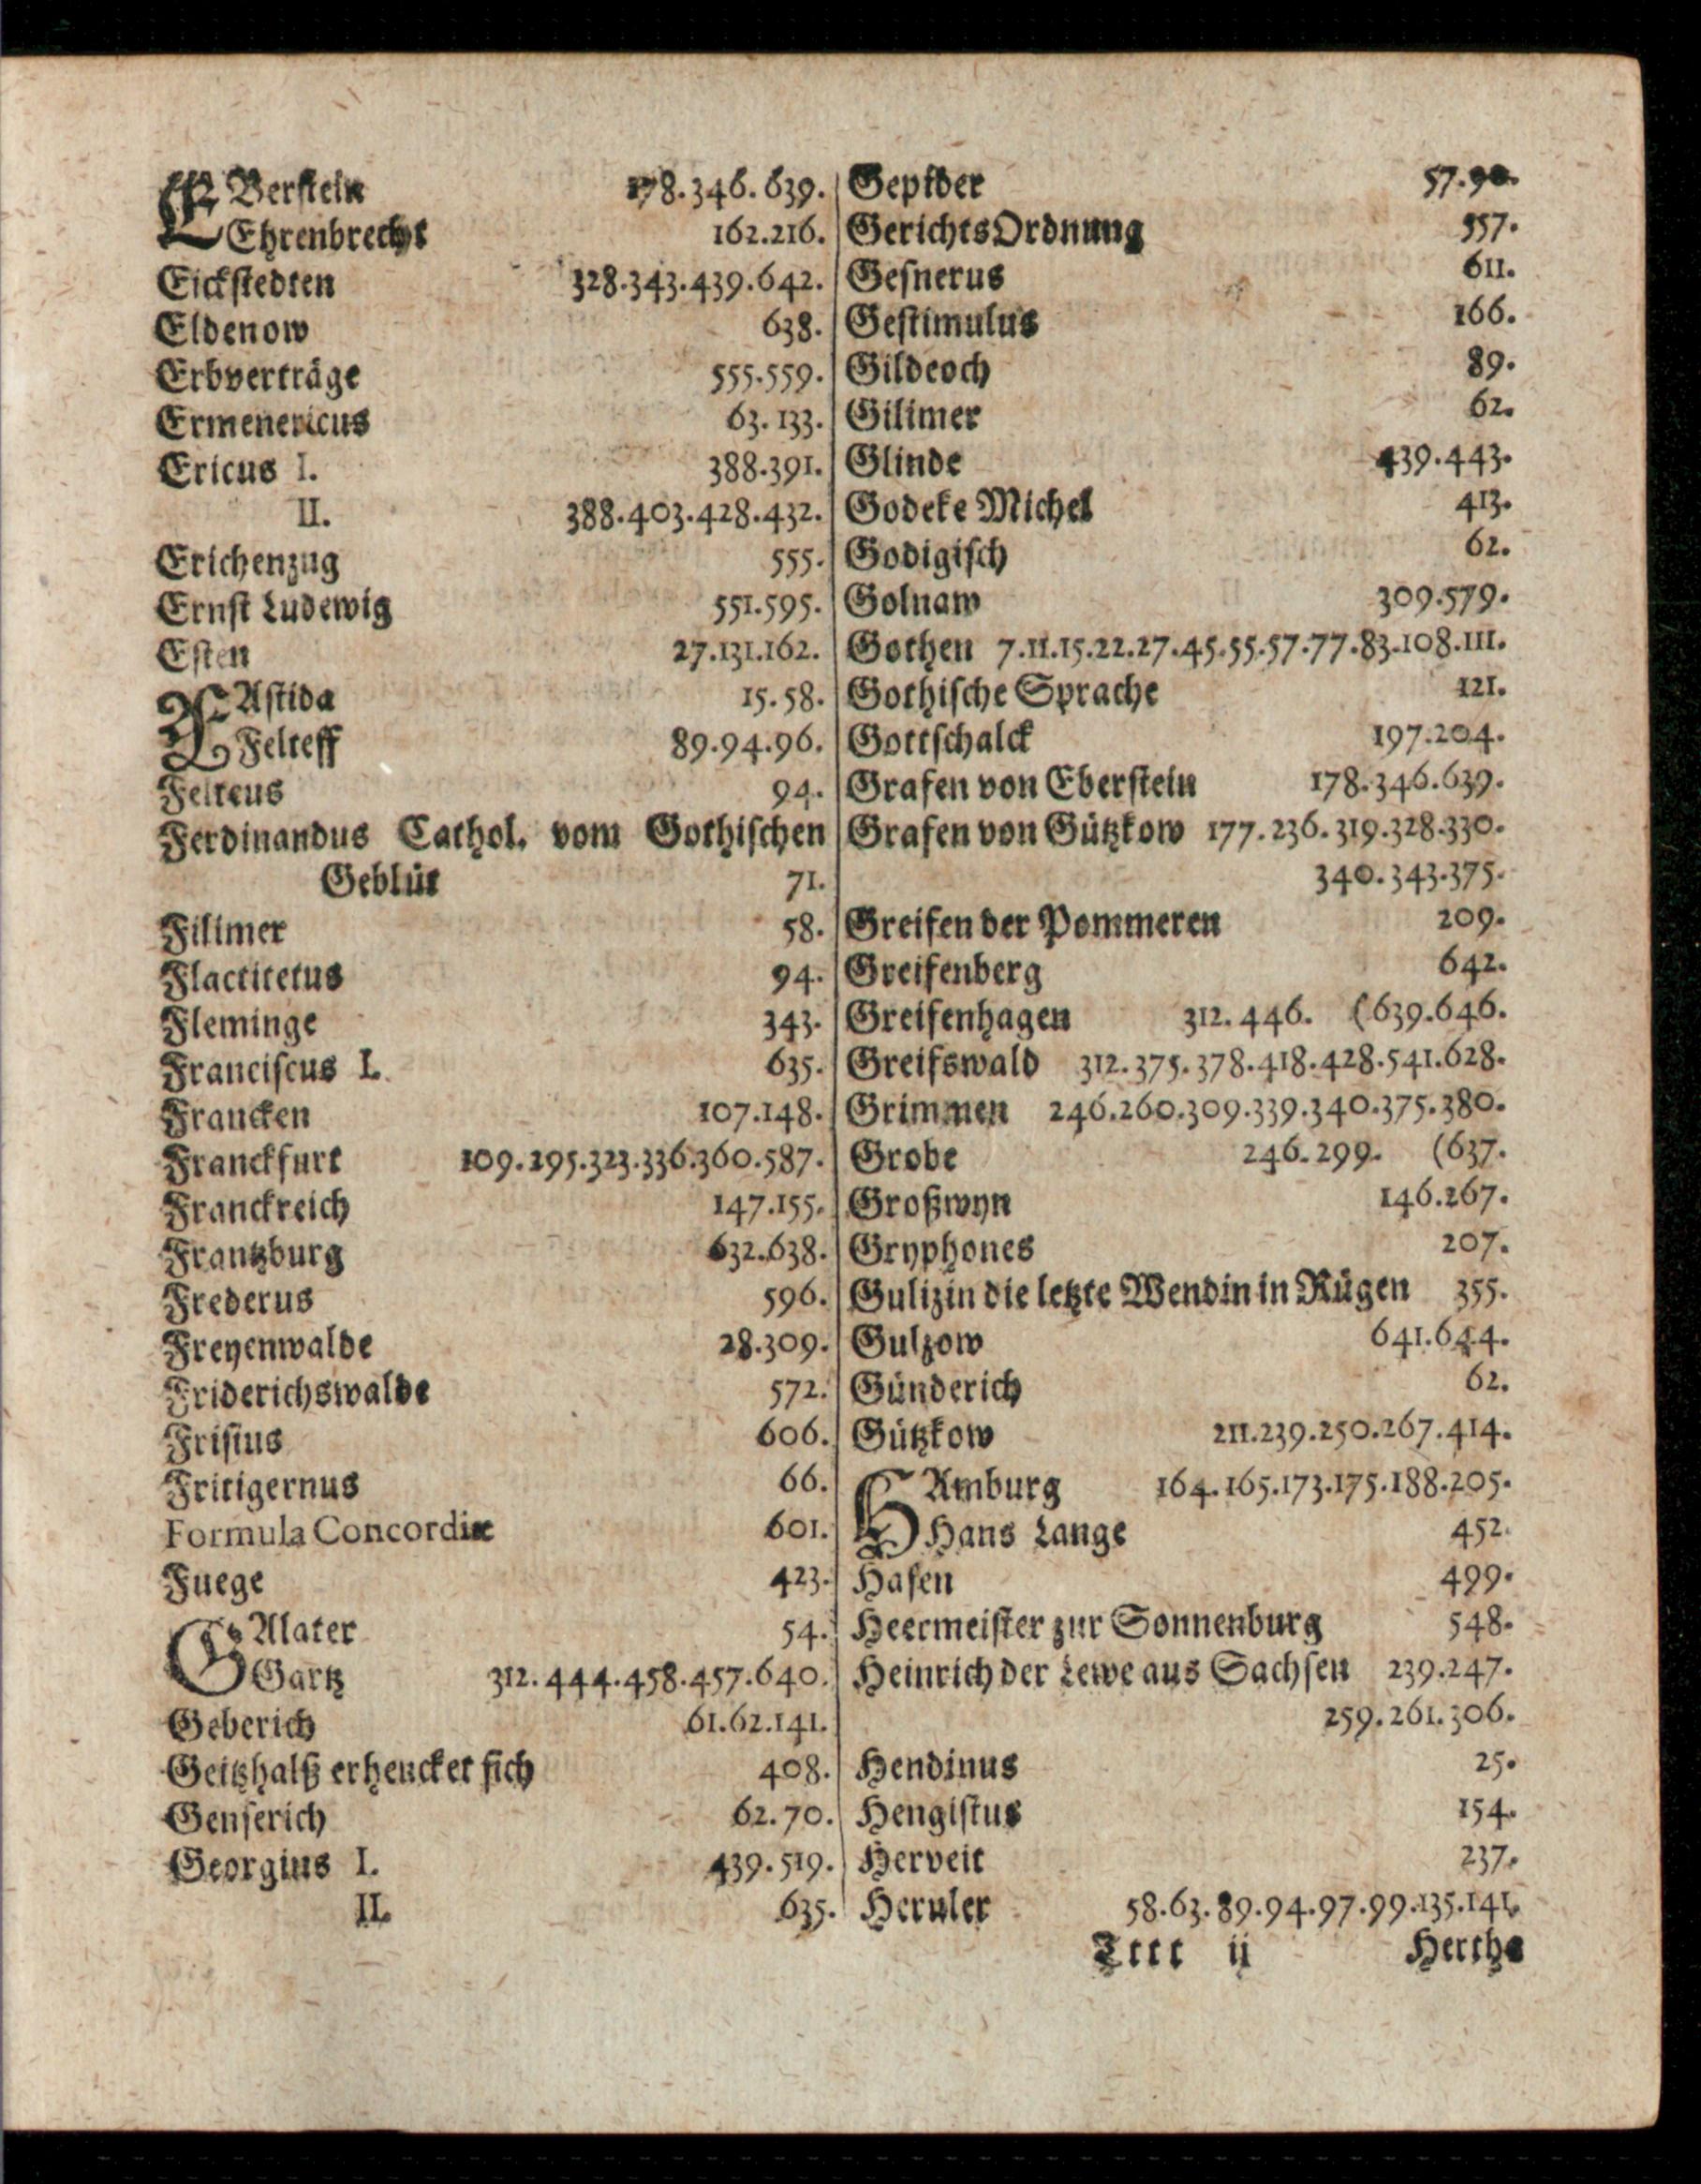 EBerstein 178.346.639.
Ehrenbrecht 162.216.
Eickstedten 328.343.439.642.
Eldenow 638.
Erbverträge 555.559.
Ermenericus 63.133.
Ericus I. 388.391.
II. 388.403.428.432.
Erichenzug 555.
Ernst Ludewig 551.595.
Esten 27.131.162.
FAstida 15.58.
Felteff 89.94.96.
Felteus 94.
Ferdinandus Cathol. vom Gothischen
Geblüt 71.
Filimer 58.
Flactitetus 94.
Fleminge 343.
Franciscus I. 635.
Francken 107.148.
Franckfurt 109.295.323.336.360.587.
Franckreich 147.155.
Frantzburg 632.638.
Frederus 596.
Freyenwalde 28.309.
Friderichswalde 572.
Frisius 606.
Fritigernus 66.
Formula Concordiæ 601.
Fuege 423.
GAlater 54.
Gartz 312.444.458.457.640.
Geberich 61.62.141.
Geitzhalß erhencket sich 408.
Genserich 62.70.
Georgius I. 439.519.
II. 635.
Gepider 57.90.
GerichtsOrdnung 557.
Gesnerus 611.
Gestimulus 166.
Gildeoch 89.
Gilimer 62.
Glinde 439.443.
Godeke Michel 413.
Godigisch 62.
Golnaw 309.579.
Gothen 7.11.15.22.27.45.55.57.77.83.108.111.
Gothische Sprache 121.
Gottschalck 197.204.
Grafen von Eberstein 178.346.639.
Grafen von Gützkow 177.236.319.328.330.
340.343.375.
Greifen der Pommeren 209.
Greifenberg 642.
Greifenhagen 312.446. (639.646.
Greifswald 312.375.378.418.428.541.628.
Grimmen 246.260.309.339.340.375.380.
Grobe 246.299. (637.
Großwyn 146.267.
Gryphones 207.
Gulizin die letzte Wendin in Rügen 355.
Gulzow 641.644.
Günderich 62.
Gützkow 211.239.250.267.414.
HAmburg 164.165.173.175.188.205.
Hans Lange 452.
Hasen 499.
Heermeister zur Sonnenburg 548.
Heinrich der Lewe aus Sachsen 239.247.
259.261.306.
Hendinus 25.
Hengistus 154.
Herveit 237.
Heruler 58.63.89.94.97.99.135.141.
Tttt ij Hertha